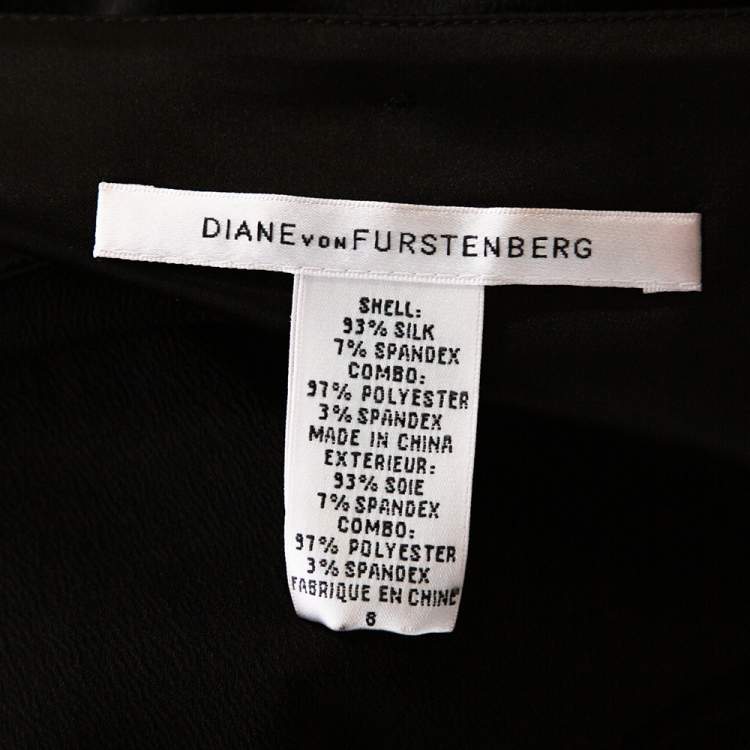 DIANE VON FURSTENBERG
SHELL:
93% SILK
7% SPANDEX
COMBO:
97% POLYESTER
3% SPANDEX
MADE IN CHINA
EXTERIEUR:
93% SOIE
7% SPANDEX
COMBO:
97% POLYESTER
3% SPANDEX
FABRIQUE EN CHINE
8